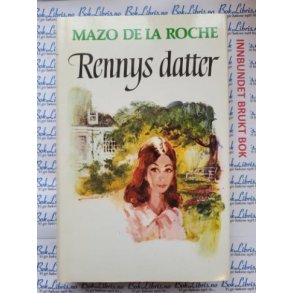 MAZO DE LA ROCHE
Rennys datter
INNBUNDET BRUKT BOK
BokLibris.no